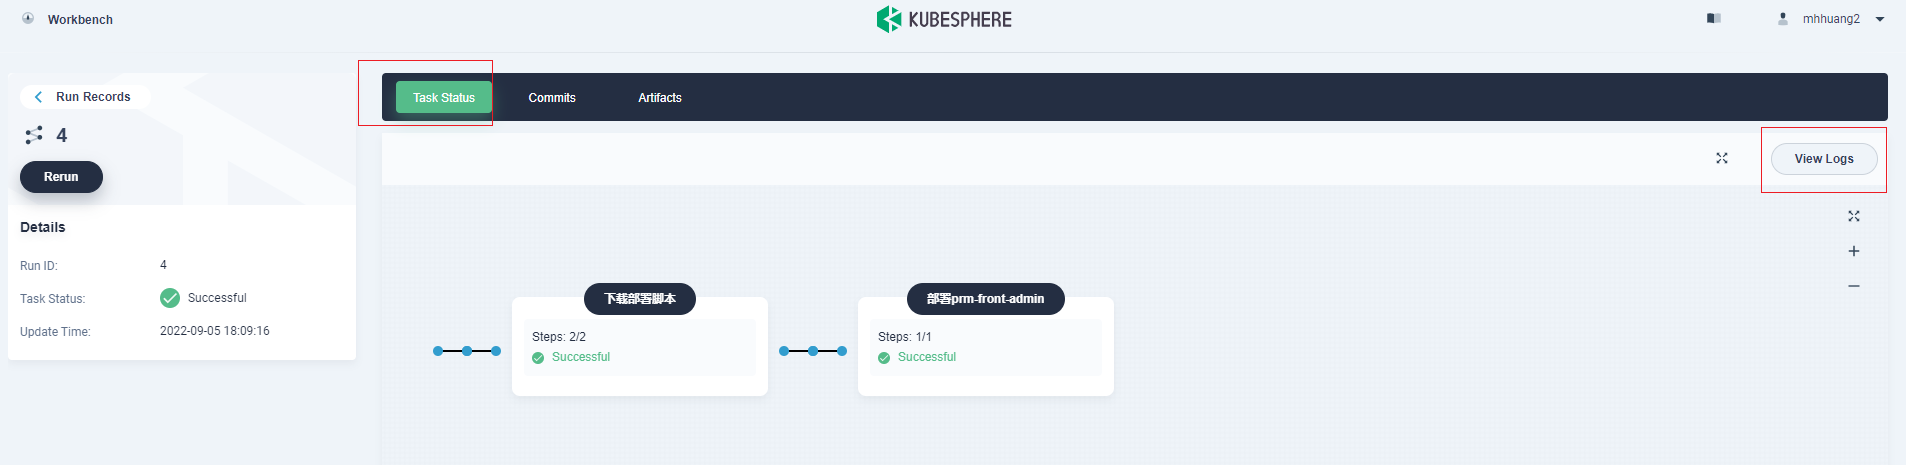 Workbench
KUBESPHERE
mhhuang2
Run Records
4
Rerun
Details
Run ID: 4
Task Status: Successful
Update Time: 2022-09-05 18:09:16
Task Status Commits Artifacts
View Logs
下载部署脚本
Steps: 2/2
Successful
部署prm-front-admin
Steps: 1/1
Successful